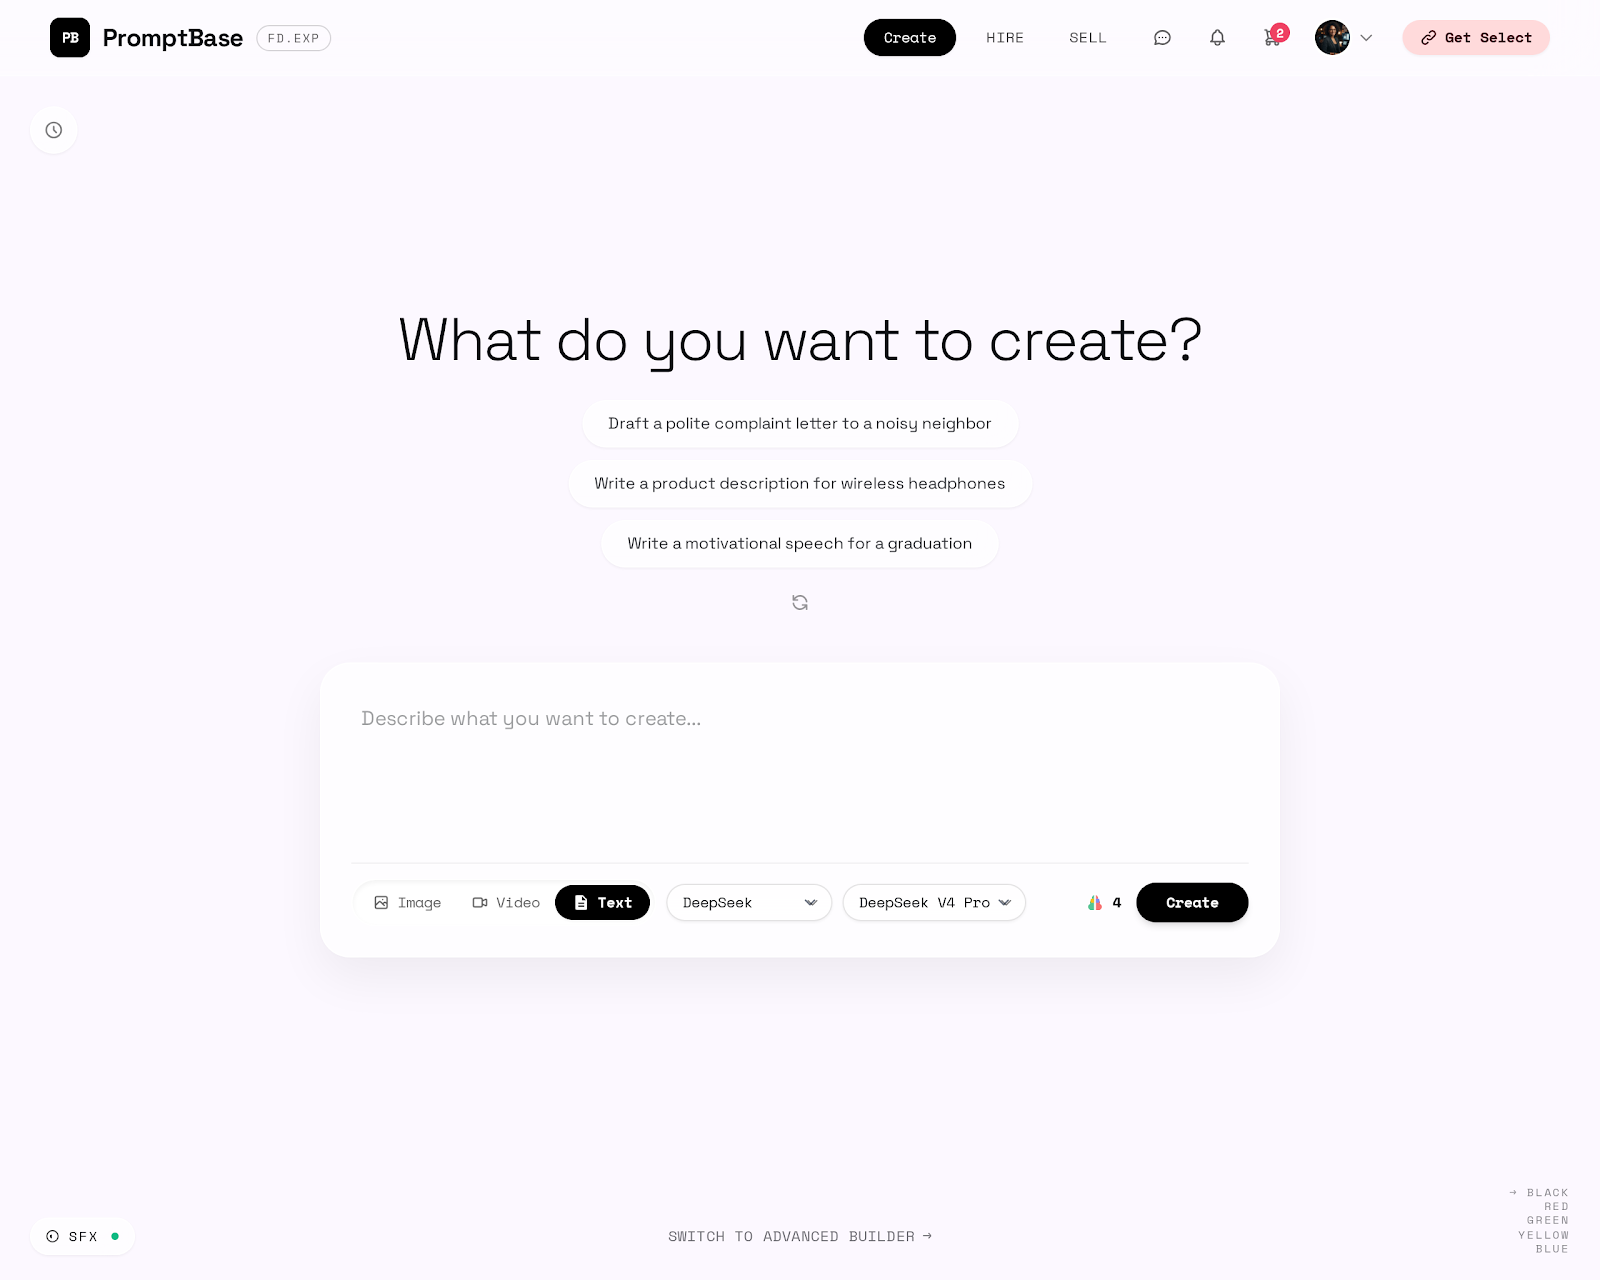 PB PromptBase FD.EXP Create HIRE SELL 2 Get Select
What do you want to create?
Draft a polite complaint letter to a noisy neighbor
Write a product description for wireless headphones
Write a motivational speech for a graduation
Describe what you want to create...
Image Video Text DeepSeek DeepSeek V4 Pro 4 Create
→ BLACK
RED
GREEN
YELLOW
BLUE
SFX
SWITCH TO ADVANCED BUILDER →